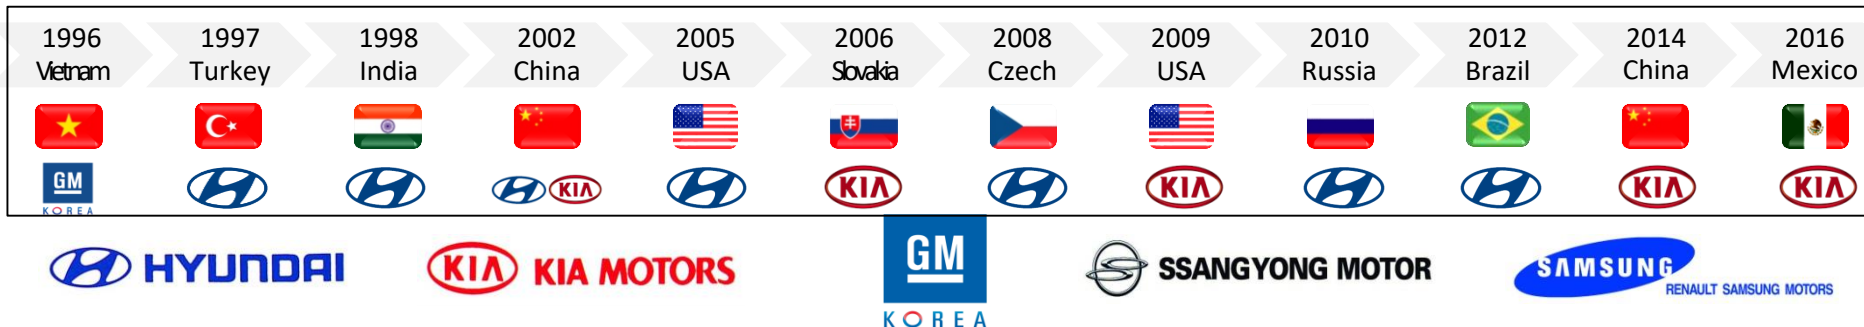 1996 1997 1998 2002 2005 2006 2008 2009 2010 2012 2014 2016
Vietnam Turkey India China USA Slovakia Czech USA Russia Brazil China Mexico
GM KIA KIA KIA KIA KIA
KOREA
HYUNDAI KIA KIA MOTORS GM SSANGYONG MOTOR SAMSUNG
RENAULT SAMSUNG MOTORS
KOREA